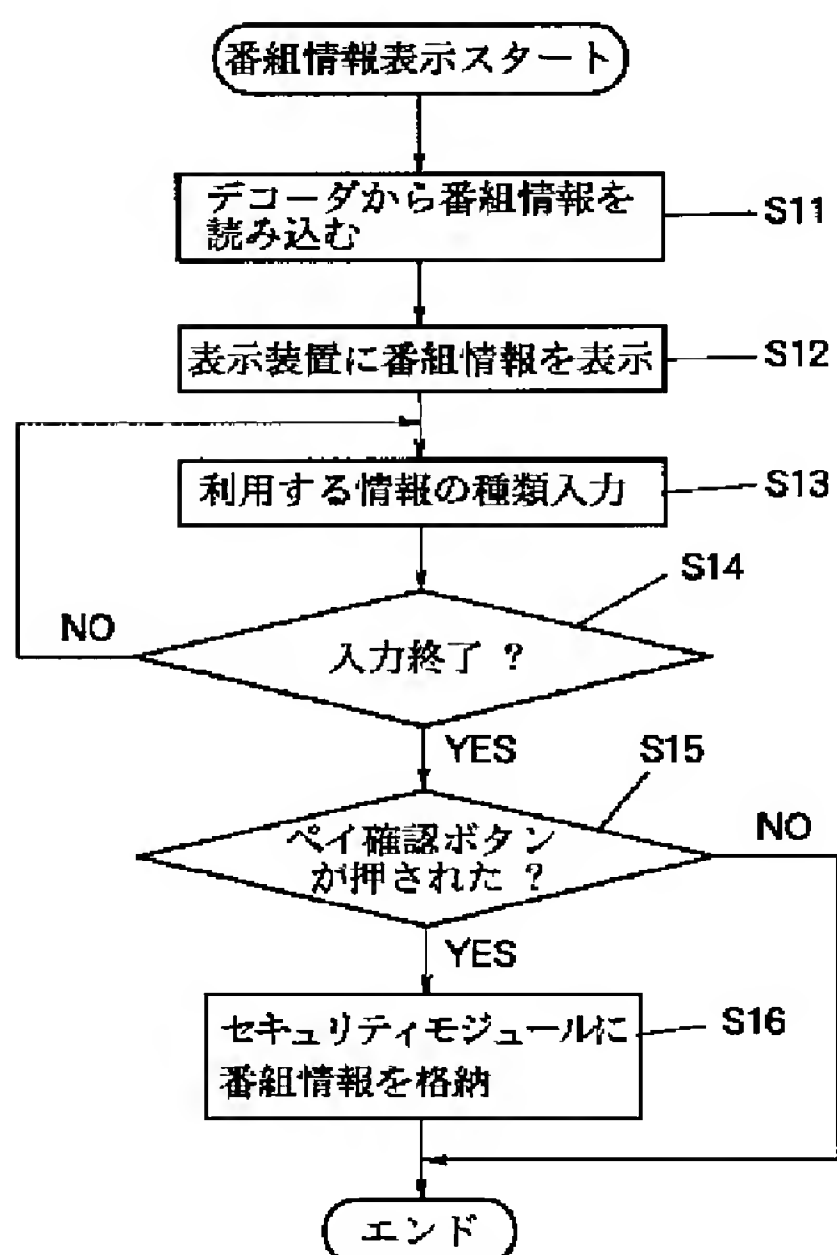 番組情報表示スタート
デコーダから番組情報を
読み込む
S11
表示装置に番組情報を表示
S12
利用する情報の種類入力
S13
S14
NO
入力終了 ?
YES
S15
ペイ確認ボタン
が押された ?
NO
YES
セキュリティモジュールに
番組情報を格納
S16
エンド